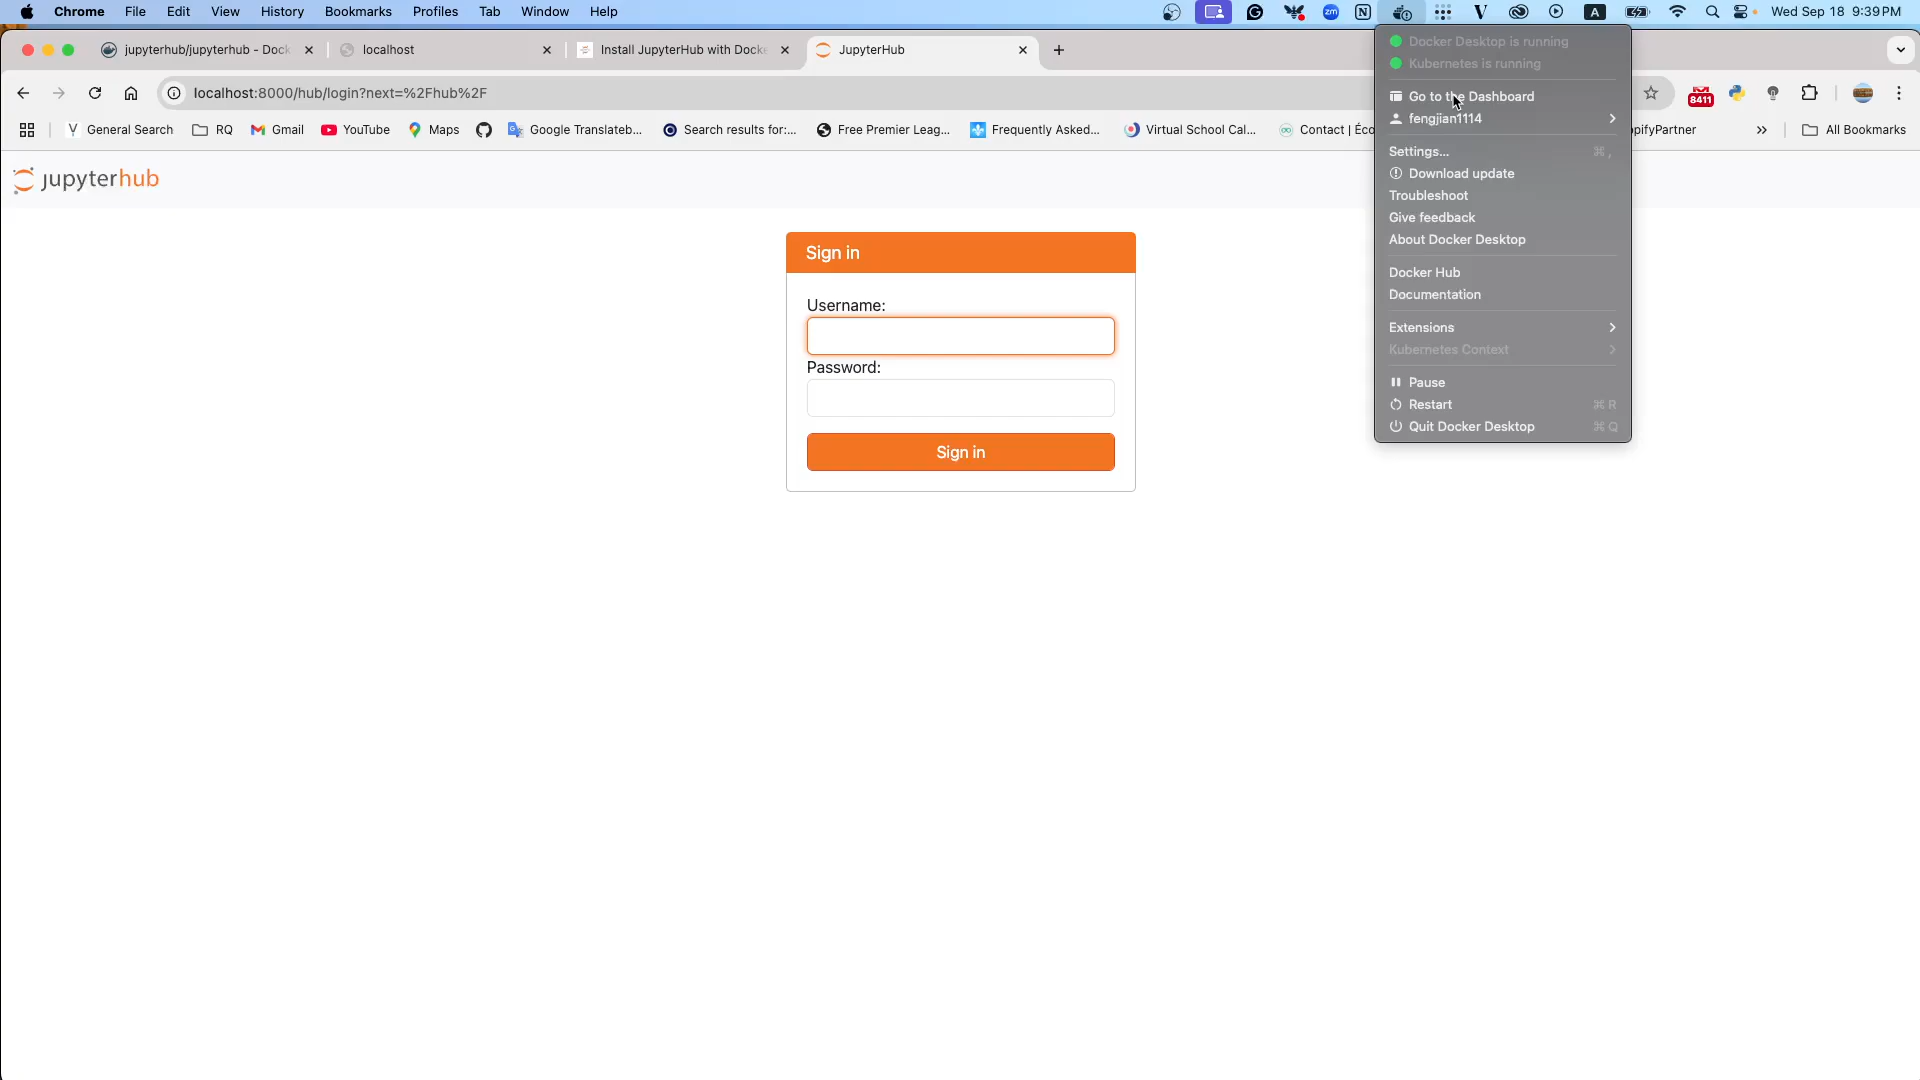 Chrome File Edit View History Bookmarks Profiles Tab Window Help
zm
A
Wed Sep 18 9:39 PM
jupyterhub/jupyterhub - Dock
localhost
Install JupyterHub with Docke
JupyterHub
localhost:8000/hub/login?next=%2Fhub%2F
8411
General Search
RQ
Gmail
YouTube
Maps
Google Translateb...
Search results for:...
Free Premier Leag...
Frequently Asked...
Virtual School Cal...
Contact | Éco
opifyPartner
All Bookmarks
jupyterhub
Sign in
Username:
Password:
Sign in
Docker Desktop is running
Kubernetes is running
Go to the Dashboard
fengjian1114
Settings... ⌘ ,
Download update
Troubleshoot
Give feedback
About Docker Desktop
Docker Hub
Documentation
Extensions
Kubernetes Context
Pause
Restart ⌘ R
Quit Docker Desktop ⌘ Q